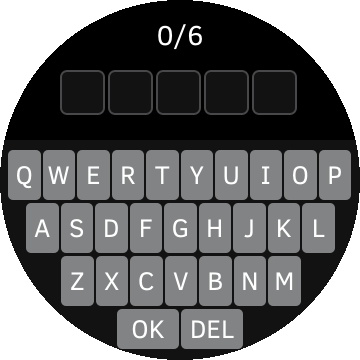 0/6
Q W E R T Y U I O P
A S D F G H J K L
Z X C V B N M
OK DEL